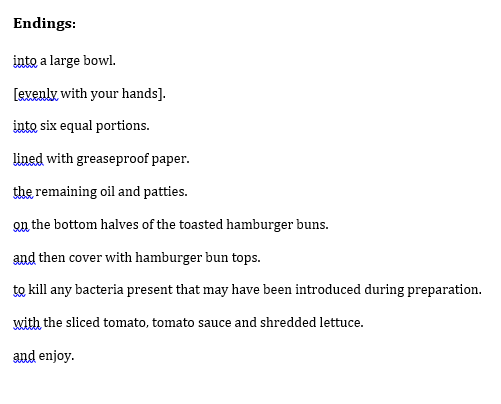 Endings:
into a large bowl.
[evenly with your hands].
into six equal portions.
lined with greaseproof paper.
the remaining oil and patties.
on the bottom halves of the toasted hamburger buns.
and then cover with hamburger bun tops.
to kill any bacteria present that may have been introduced during preparation.
with the sliced tomato, tomato sauce and shredded lettuce.
and enjoy.